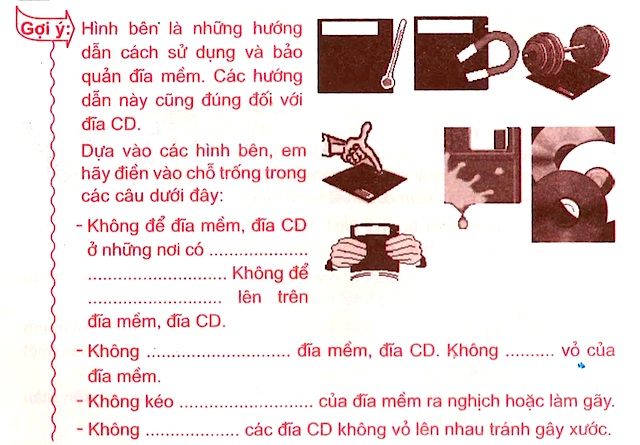 Gợi ý: Hình bên là những hướng
dẫn cách sử dụng và bảo
quản đĩa mềm. Các hướng
dẫn này cũng đúng đối với
đĩa CD.
Dựa vào các hình bên, em
hãy điền vào chỗ trống trong
các câu dưới đây:
- Không để đĩa mềm, đĩa CD
ở những nơi có .....................
.............................. Không để
............................. lên trên
đĩa mềm, đĩa CD.
- Không ............................... đĩa mềm, đĩa CD. Không .......... vỏ của
đĩa mềm.
- Không kéo ............................. của đĩa mềm ra nghịch hoặc làm gãy.
- Không .................... các đĩa CD không vỏ lên nhau tránh gây xước.